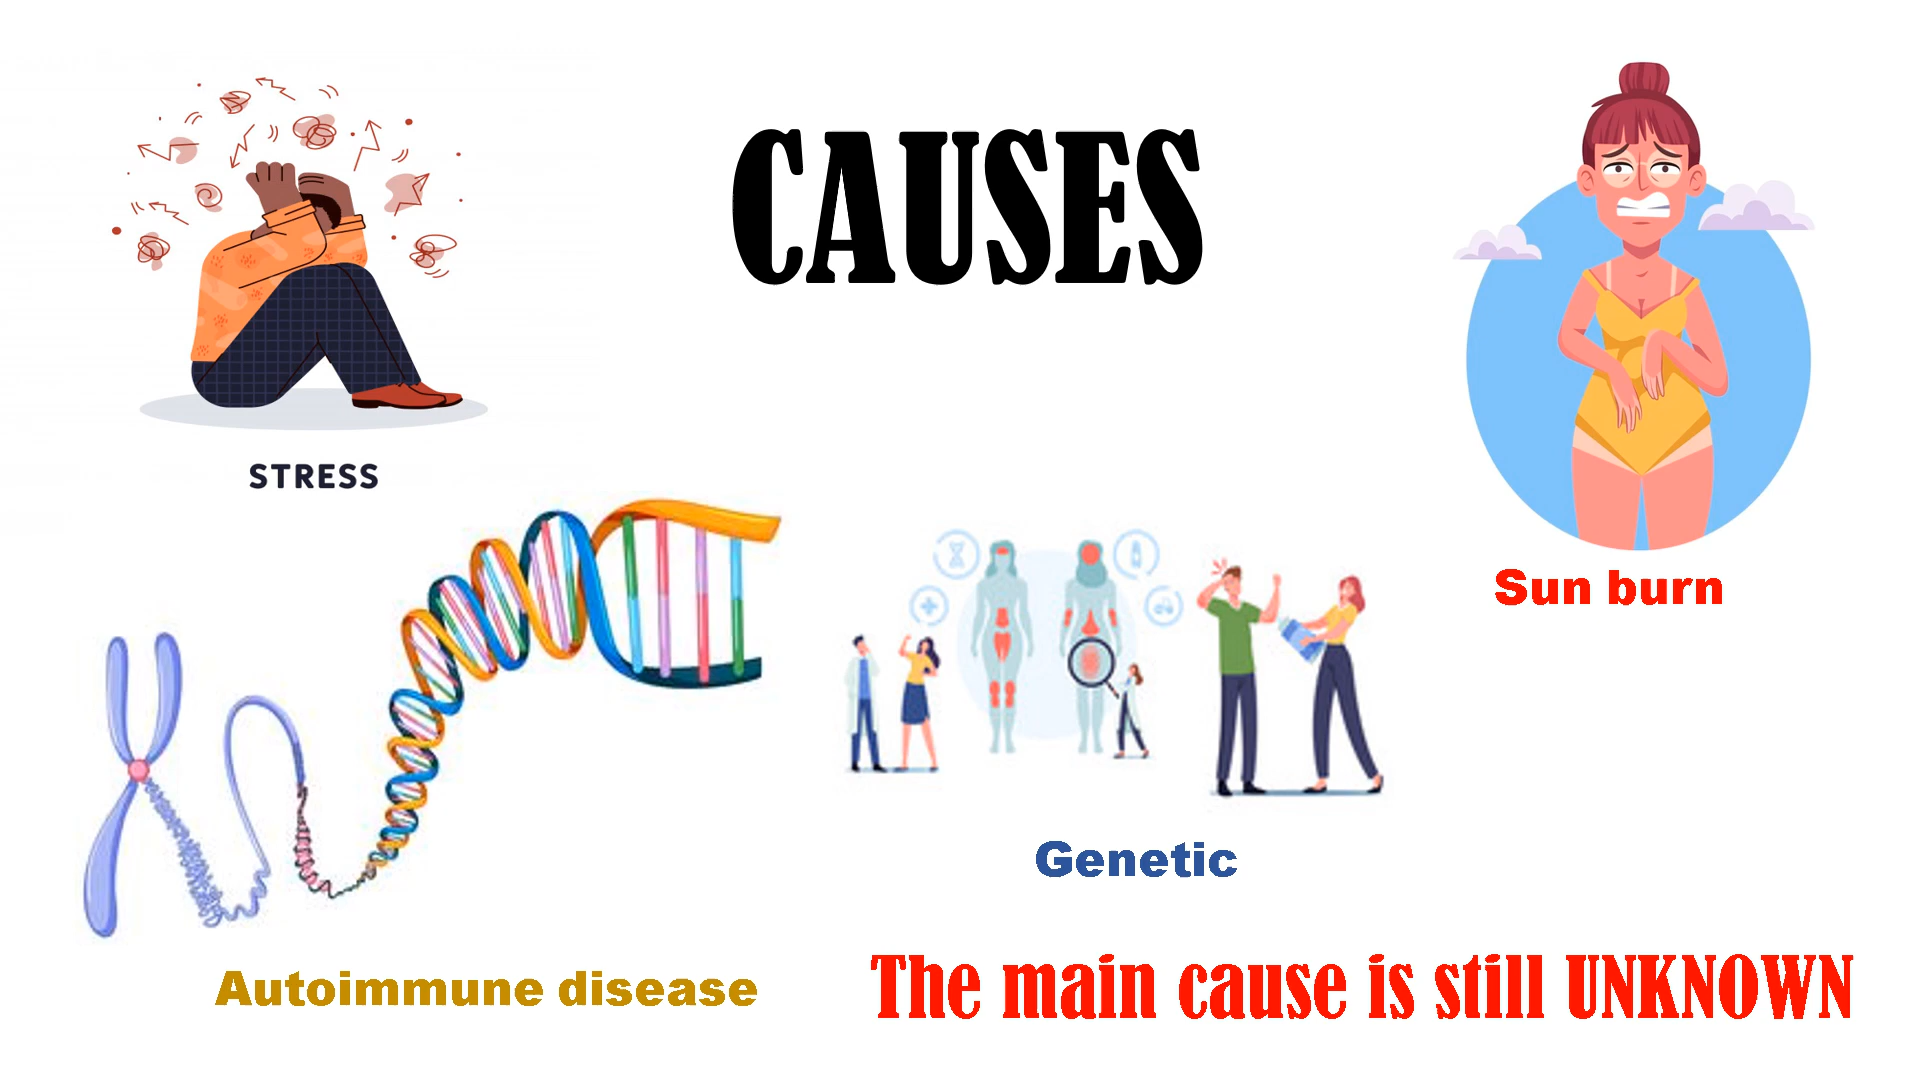 CAUSES
STRESS
Sun burn
Genetic
Autoimmune disease
The main cause is still UNKNOWN